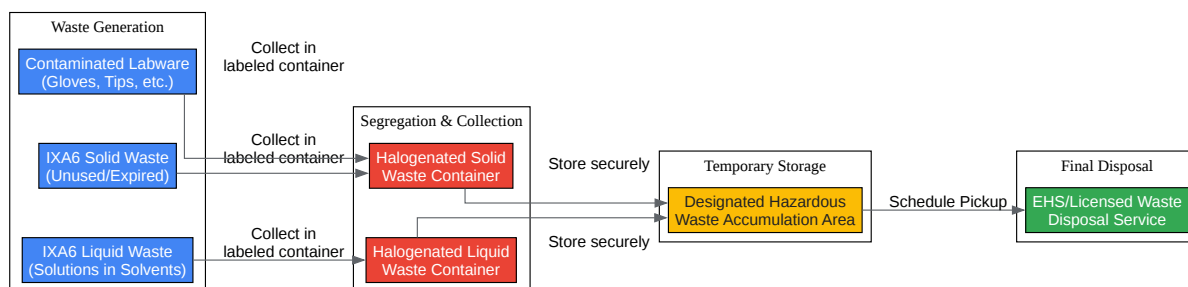 Waste Generation
Contaminated Labware
(Gloves, Tips, etc.)
IXA6 Solid Waste
(Unused/Expired)
IXA6 Liquid Waste
(Solutions in Solvents)
Collect in
labeled container
Collect in
labeled container
Collect in
labeled container
Segregation & Collection
Halogenated Solid
Waste Container
Halogenated Liquid
Waste Container
Store securely
Store securely
Temporary Storage
Designated Hazardous
Waste Accumulation Area
Schedule Pickup
Final Disposal
EHS/Licensed Waste
Disposal Service